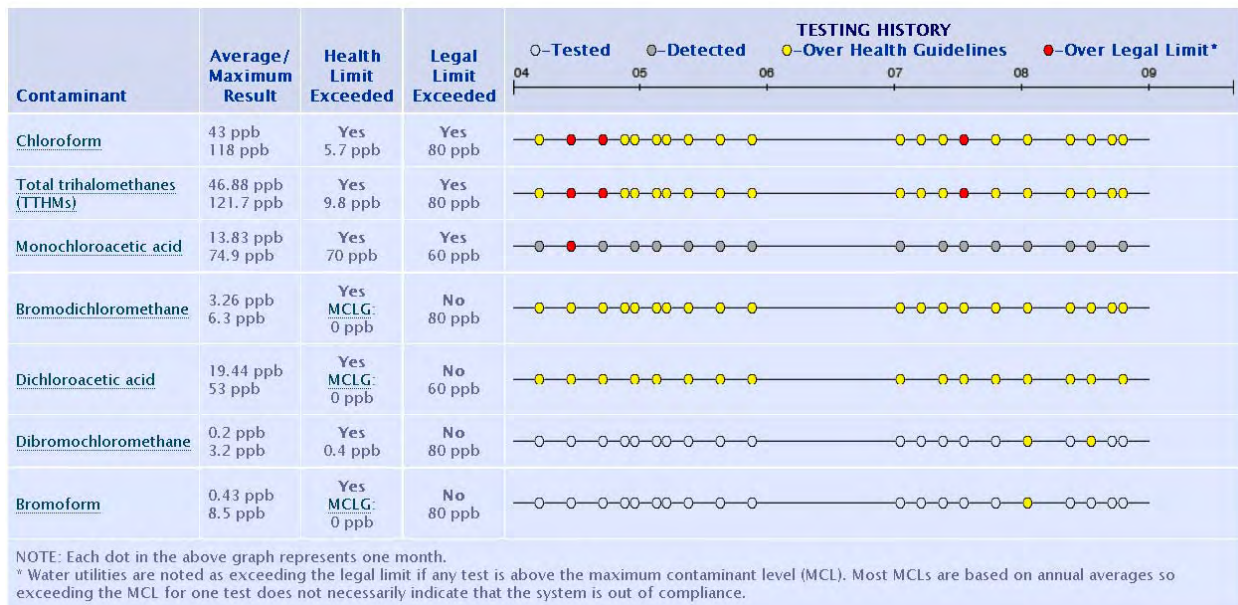 TESTING HISTORY
Contaminant
Average/
Maximum
Result
Health
Limit
Exceeded
Legal
Limit
Exceeded
O-Tested O-Detected O-Over Health Guidelines O-Over Legal Limit*
04 05 06 07 08 09
Chloroform
43 ppb
118 ppb
Yes
5.7 ppb
Yes
80 ppb
Total trihalomethanes
(TTHMs)
46.88 ppb
121.7 ppb
Yes
9.8 ppb
Yes
80 ppb
Monochloroacetic acid
13.83 ppb
74.9 ppb
Yes
70 ppb
Yes
60 ppb
Bromodichloromethane
3.26 ppb
6.3 ppb
Yes
MCLG:
0 ppb
No
80 ppb
Dichloroacetic acid
19.44 ppb
53 ppb
Yes
MCLG:
0 ppb
No
60 ppb
Dibromochloromethane
0.2 ppb
3.2 ppb
Yes
0.4 ppb
No
80 ppb
Bromoform
0.43 ppb
8.5 ppb
Yes
MCLG:
0 ppb
No
80 ppb
NOTE: Each dot in the above graph represents one month.
* Water utilities are noted as exceeding the legal limit if any test is above the maximum contaminant level (MCL). Most MCLs are based on annual averages so
exceeding the MCL for one test does not necessarily indicate that the system is out of compliance.